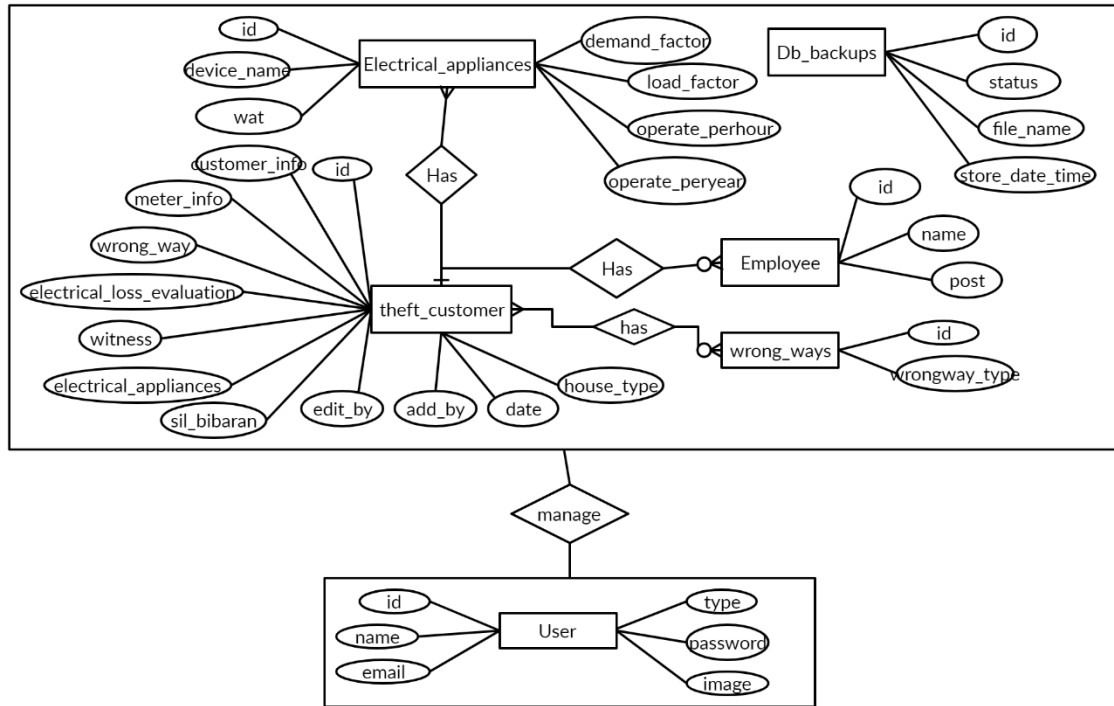 id
device_name
wat
Electrical_appliances
demand_factor
load_factor
operate_perhour
operate_peryear
Db_backups
id
status
file_name
store_date_time
Has
customer_info
id
meter_info
wrong_way
electrical_loss_evaluation
witness
electrical_appliances
sil_bibaran
edit_by
add_by
date
house_type
theft_customer
Has
Employee
id
name
post
has
wrong_ways
id
wrongway_type
manage
id
name
email
User
type
password
image